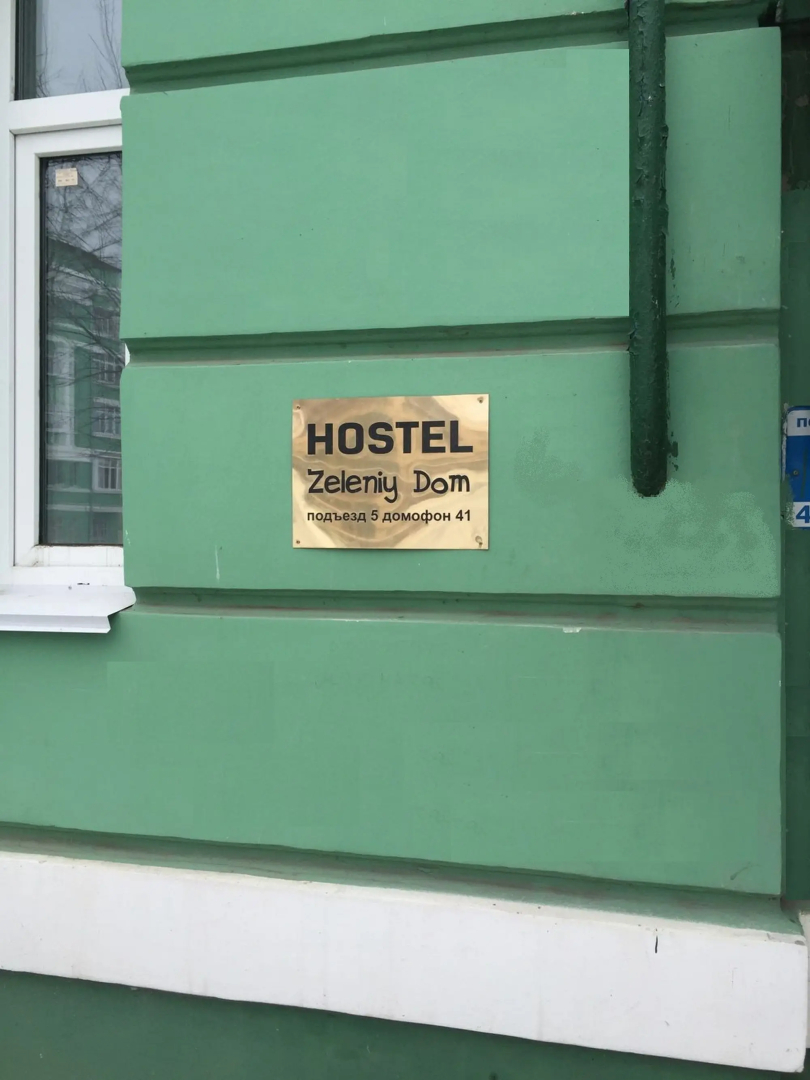 HOSTEL
Zeleniy Dom
подъезд 5 домофон 41